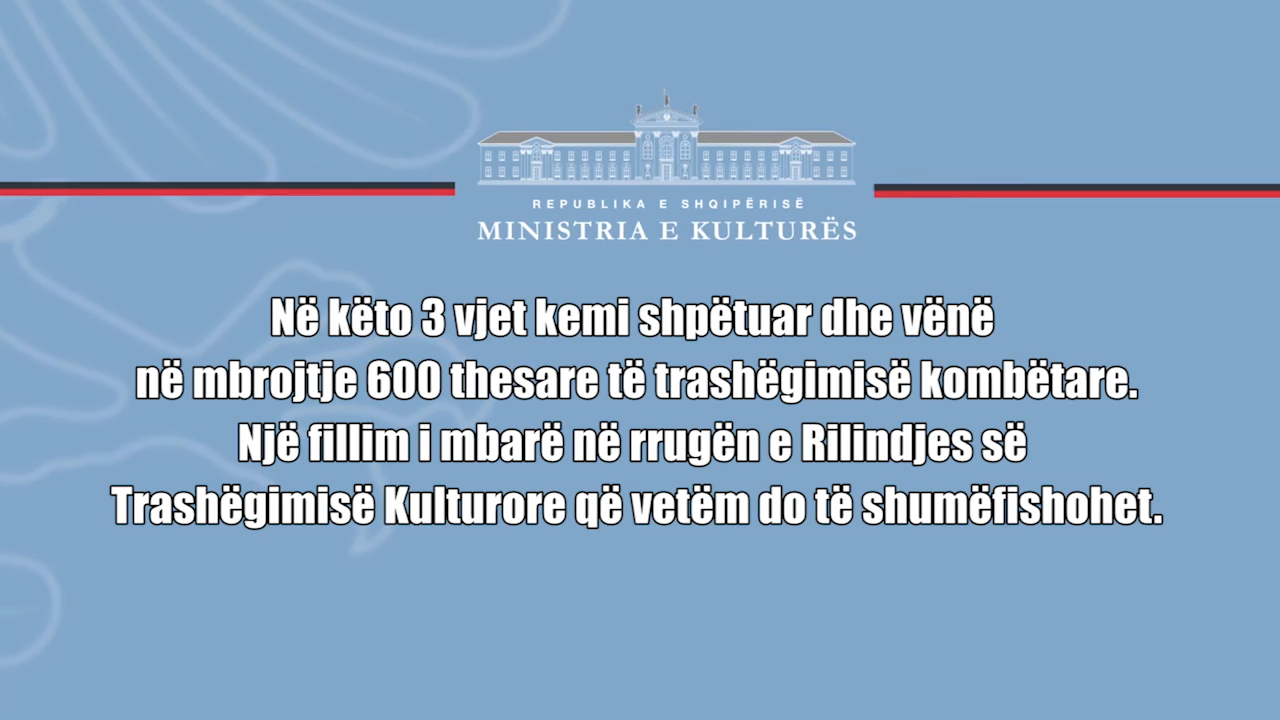 REPUBLIKA E SHQIPËRISË
MINISTRIA E KULTURËS
Në këto 3 vjet kemi shpëtuar dhe vënë
në mbrojtje 600 thesare të trashëgimisë kombëtare.
Një fillim i mbarë në rrugën e Rilindjes së
Trashëgimisë Kulturore që vetëm do të shumëfishohet.